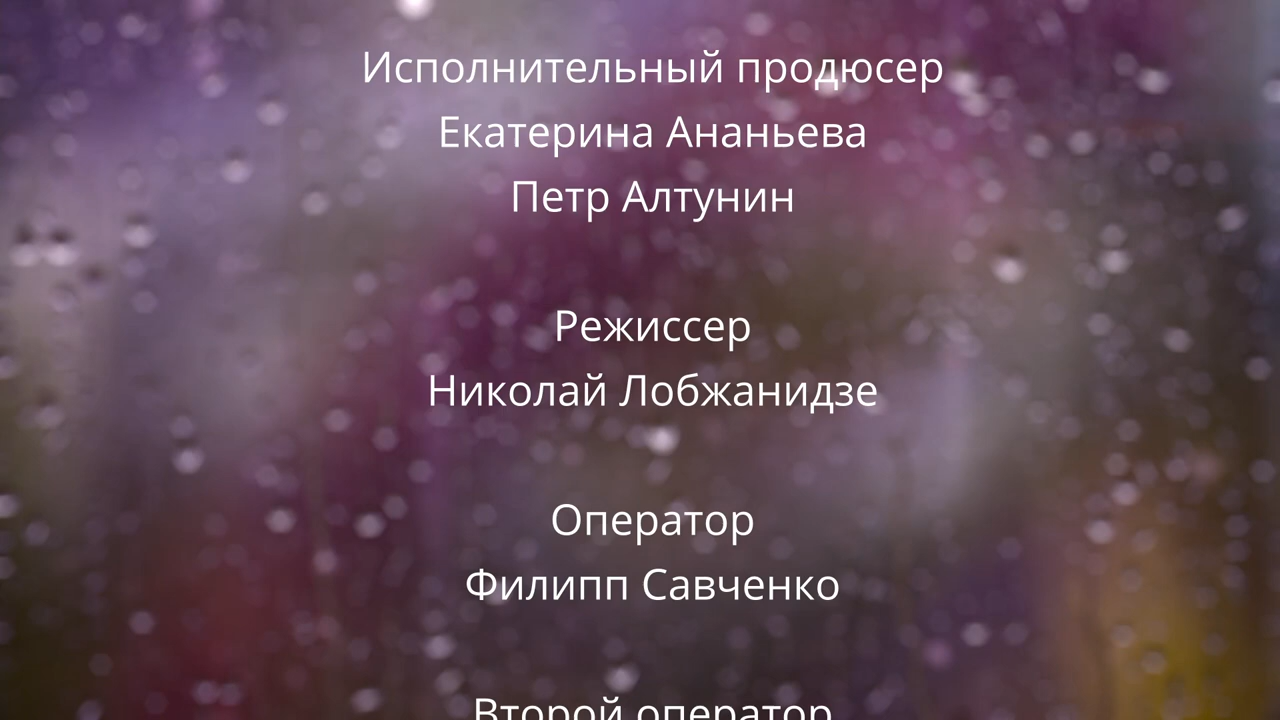 Исполнительный продюсер
Екатерина Ананьева
Петр Алтунин
Режиссер
Николай Лобжанидзе
Оператор
Филипп Савченко
Второй оператор